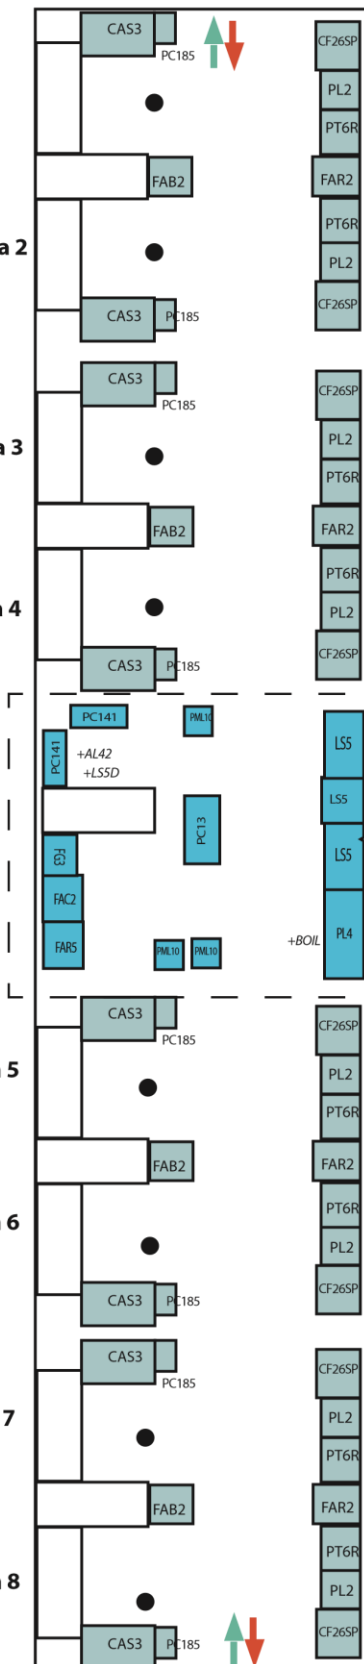 CAS3
PC185
CF26SP
PL2
PT6R
FAB2
FAR2
PT6R
a 2
PL2
CAS3
PC185
CF26SP
CAS3
PC185
CF26SP
PL2
a 3
PT6R
FAB2
FAR2
PT6R
4
PL2
CAS3
PC185
CF26SP
PC141
PML10
PC141
+AL42
+LS5D
LS5
LS5
PC13
FG3
LS5
FAC2
FAR5
PML10
PML10
+BOIL
PL4
CAS3
PC185
CF26SP
5
PL2
PT6R
FAB2
FAR2
PT6R
6
PL2
CAS3
PC185
CF26SP
CAS3
PC185
CF26SP
7
PL2
PT6R
FAB2
FAR2
PT6R
8
PL2
CAS3
PC185
CF26SP